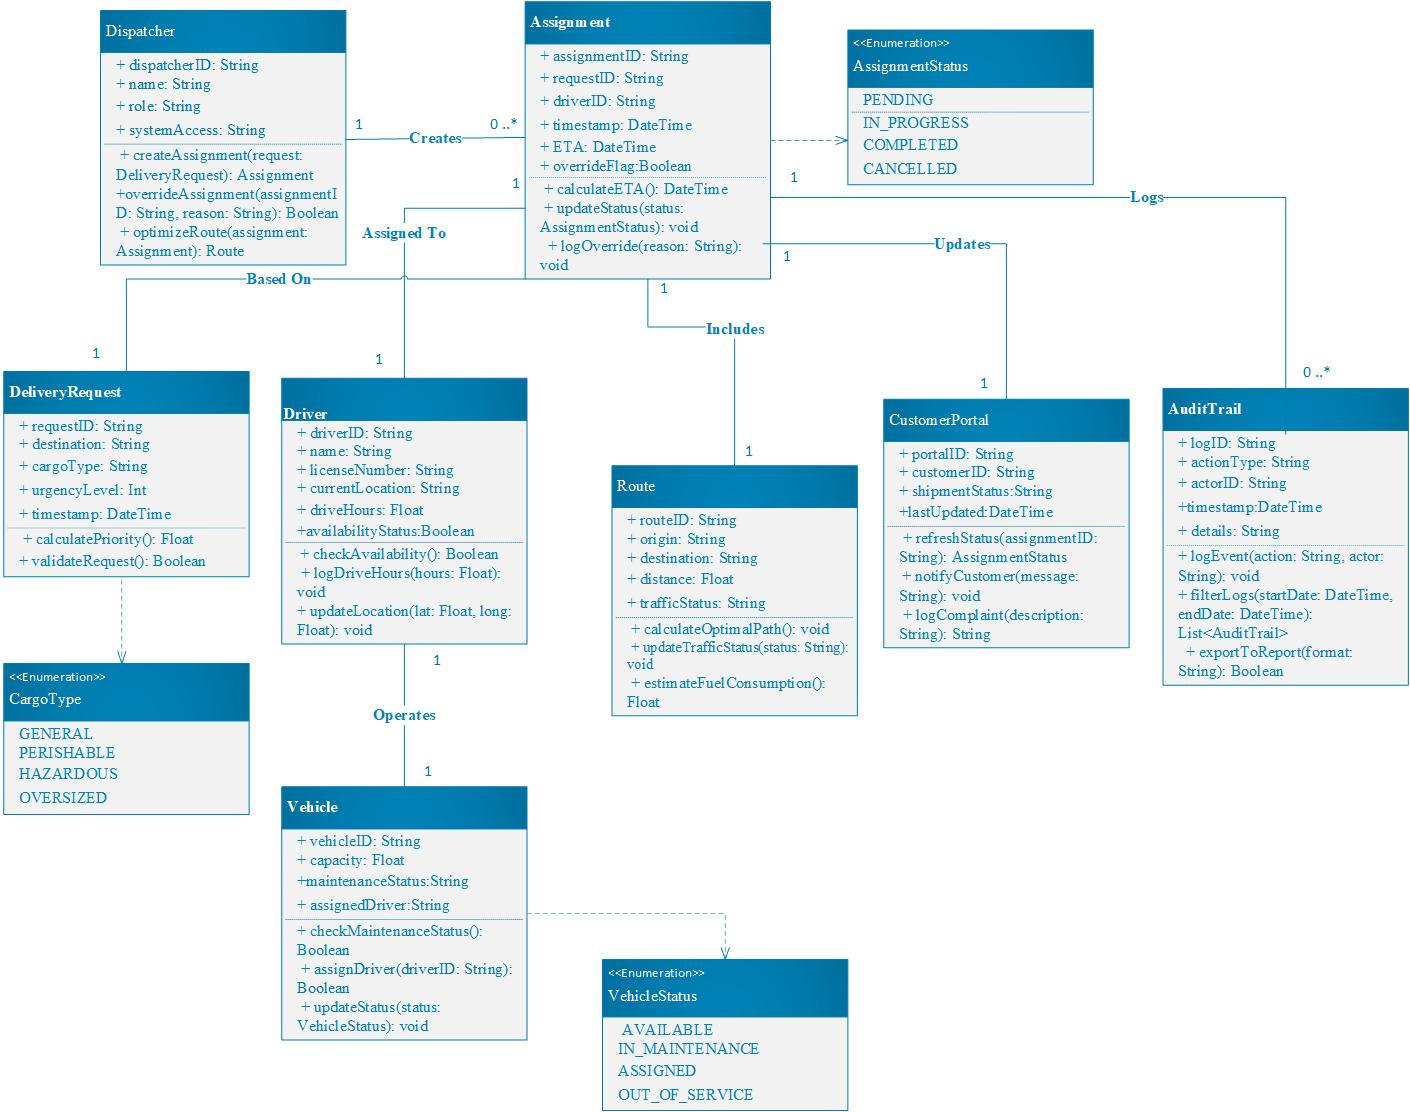 Dispatcher
+ dispatcherID: String
+ name: String
+ role: String
+ systemAccess: String
+ createAssignment(request:
DeliveryRequest): Assignment
+overrideAssignment(assignmentI
D: String, reason: String): Boolean
+ optimizeRoute(assignment:
Assignment): Route
1
Creates
0 ..*
Assignment
+ assignmentID: String
+ requestID: String
+ driverID: String
+ timestamp: DateTime
+ ETA: DateTime
+ overrideFlag:Boolean
+ calculateETA(): DateTime
+ updateStatus(status:
AssignmentStatus): void
+ logOverride(reason: String):
void
<<Enumeration>>
AssignmentStatus
PENDING
IN_PROGRESS
COMPLETED
CANCELLED
1
Assigned To
1
Based On
1
1
Logs
0 ..*
1
Updates
1
1
Includes
1
DeliveryRequest
+ requestID: String
+ destination: String
+ cargoType: String
+ urgencyLevel: Int
+ timestamp: DateTime
+ calculatePriority(): Float
+ validateRequest(): Boolean
Driver
+ driverID: String
+ name: String
+ licenseNumber: String
+ currentLocation: String
+ driveHours: Float
+availabilityStatus:Boolean
+ checkAvailability(): Boolean
+ logDriveHours(hours: Float):
void
+ updateLocation(lat: Float, long:
Float): void
Route
+ routeID: String
+ origin: String
+ destination: String
+ distance: Float
+ trafficStatus: String
+ calculateOptimalPath(): void
+ updateTrafficStatus(status: String):
void
+ estimateFuelConsumption():
Float
CustomerPortal
+ portalID: String
+ customerID: String
+ shipmentStatus:String
+lastUpdated:DateTime
+ refreshStatus(assignmentID:
String): AssignmentStatus
+ notifyCustomer(message:
String): void
+ logComplaint(description:
String): String
AuditTrail
+ logID: String
+ actionType: String
+ actorID: String
+timestamp:DateTime
+ details: String
+ logEvent(action: String, actor:
String): void
+ filterLogs(startDate: DateTime,
endDate: DateTime):
List<AuditTrail>
+ exportToReport(format:
String): Boolean
<<Enumeration>>
CargoType
GENERAL
PERISHABLE
HAZARDOUS
OVERSIZED
1
Operates
1
Vehicle
+ vehicleID: String
+ capacity: Float
+maintenanceStatus:String
+ assignedDriver:String
+ checkMaintenanceStatus():
Boolean
+ assignDriver(driverID: String):
Boolean
+ updateStatus(status:
VehicleStatus): void
<<Enumeration>>
VehicleStatus
AVAILABLE
IN_MAINTENANCE
ASSIGNED
OUT_OF_SERVICE